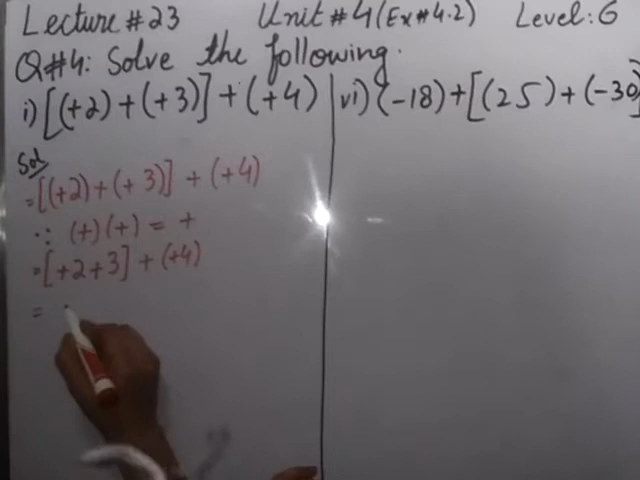 Lecture #23 Unit #4(Ex#4.2) Level:6
Q#4: Solve the following.
i) [(+2)+(+3)]+(+4)
vi) (-18)+[(25)+(-30)]
Sol
=[(+2)+(+3)]+(+4)
∵ (+)(+) = +
=[+2+3]+(+4)
=